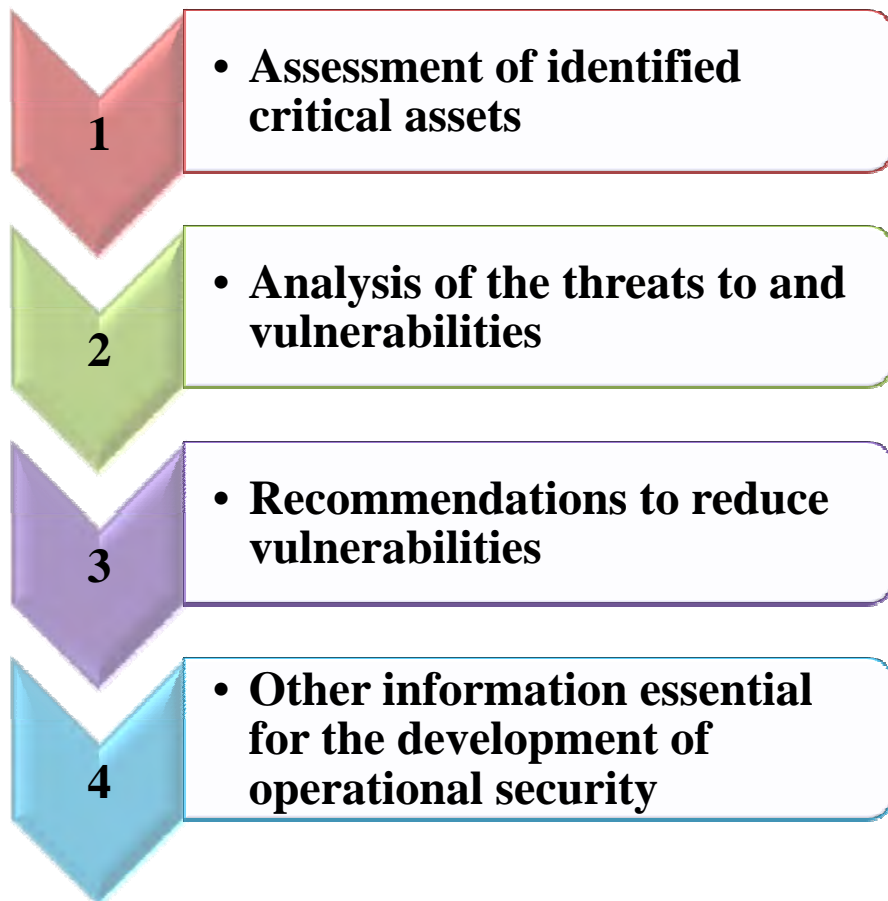 1
• Assessment of identified
critical assets
2
• Analysis of the threats to and
vulnerabilities
3
• Recommendations to reduce
vulnerabilities
4
• Other information essential
for the development of
operational security